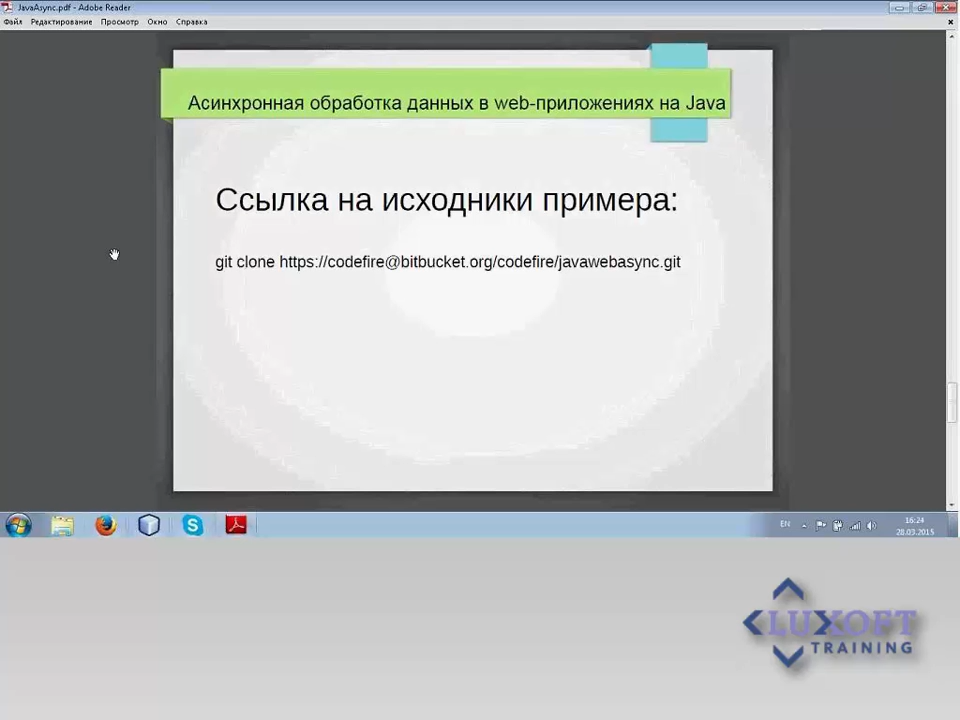 JavaAsync.pdf - Adobe Reader
Файл Редактирование Просмотр Окно Справка
Асинхронная обработка данных в web-приложениях на Java
Ссылка на исходники примера:
git clone https://codefire@bitbucket.org/codefire/javawebasync.git
EN
16:24
28.03.2015
LUXOFT
TRAINING